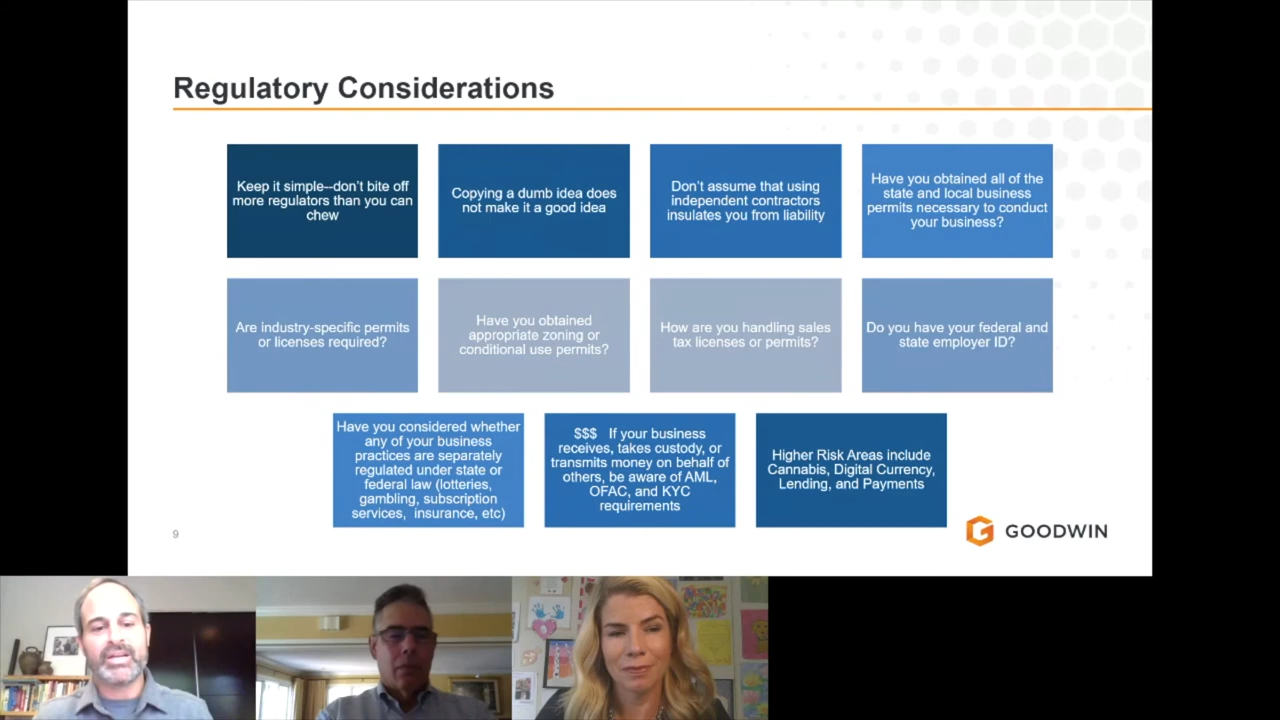 Regulatory Considerations
Keep it simple--don't bite off
more regulators than you can
chew
Copying a dumb idea does
not make it a good idea
Don't assume that using
independent contractors
insulates you from liability
Have you obtained all of the
state and local business
permits necessary to conduct
your business?
Are industry-specific permits
or licenses required?
Have you obtained
appropriate zoning or
conditional use permits?
How are you handling sales
tax licenses or permits?
Do you have your federal and
state employer ID?
Have you considered whether
any of your business
practices are separately
regulated under state or
federal law (lotteries,
gambling, subscription
services, insurance, etc)
$$$ If your business
receives, takes custody, or
transmits money on behalf of
others, be aware of AML,
OFAC, and KYC
requirements
Higher Risk Areas include
Cannabis, Digital Currency,
Lending, and Payments
9
GOODWIN